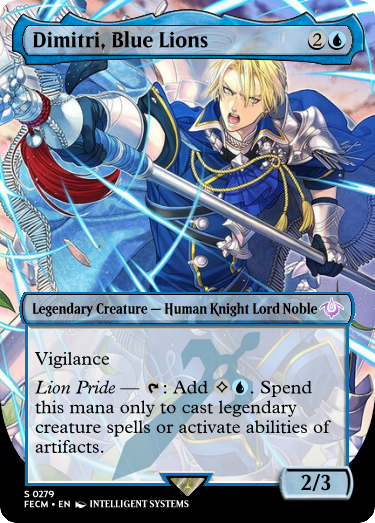 Dimitri, Blue Lions 2
Legendary Creature — Human Knight Lord Noble
Vigilance
Lion Pride — : Add . Spend
this mana only to cast legendary
creature spells or activate abilities of
artifacts.
2/3
S 0279
FECM • EN INTELLIGENT SYSTEMS